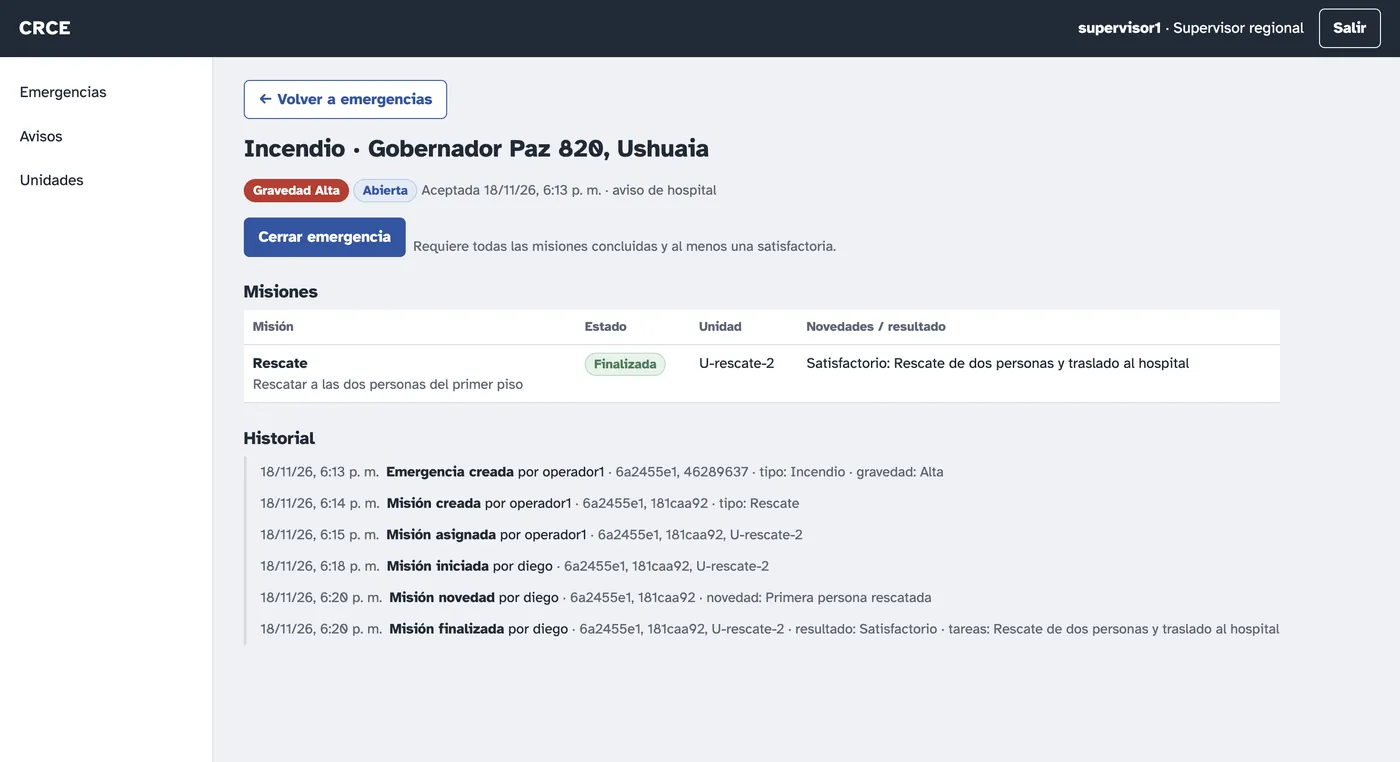 CRCE
supervisor1 · Supervisor regional
Salir
Emergencias
Avisos
Unidades
← Volver a emergencias
Incendio · Gobernador Paz 820, Ushuaia
Gravedad Alta Abierta Aceptada 18/11/26, 6:13 p. m. · aviso de hospital
Cerrar emergencia Requiere todas las misiones concluidas y al menos una satisfactoria.
Misiones
Misión Estado Unidad Novedades / resultado
Rescate Finalizada U-rescate-2 Satisfactorio: Rescate de dos personas y traslado al hospital
Rescatar a las dos personas del primer piso
Historial
18/11/26, 6:13 p. m. Emergencia creada por operador1 · 6a2455e1, 46289637 · tipo: Incendio · gravedad: Alta
18/11/26, 6:14 p. m. Misión creada por operador1 · 6a2455e1, 181caa92 · tipo: Rescate
18/11/26, 6:15 p. m. Misión asignada por operador1 · 6a2455e1, 181caa92, U-rescate-2
18/11/26, 6:18 p. m. Misión iniciada por diego · 6a2455e1, 181caa92, U-rescate-2
18/11/26, 6:20 p. m. Misión novedad por diego · 6a2455e1, 181caa92 · novedad: Primera persona rescatada
18/11/26, 6:20 p. m. Misión finalizada por diego · 6a2455e1, 181caa92, U-rescate-2 · resultado: Satisfactorio · tareas: Rescate de dos personas y traslado al hospital